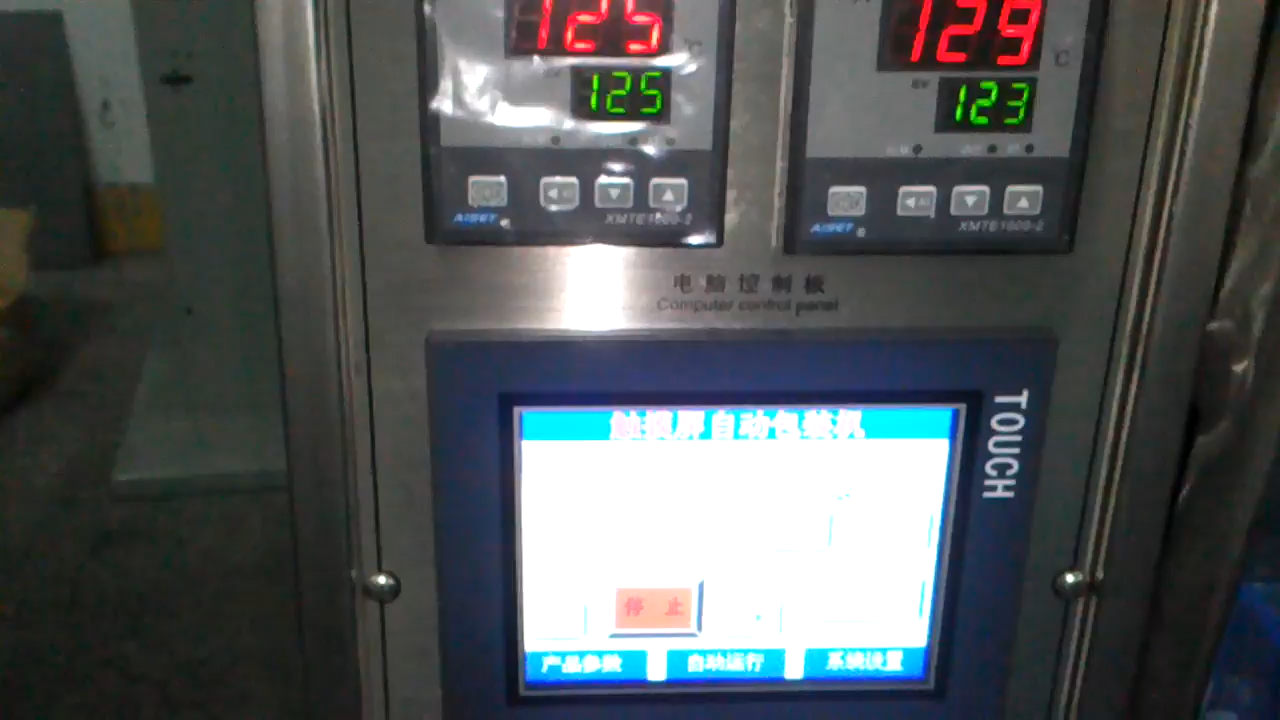 125
°C
125
129
°C
123
AISET
XMTE1000-2
AISET
XMTE1000-2
电脑控制板
Computer control panel
TOUCH
触摸屏自动包装机
停 止
产品参数
自动运行
系统设置